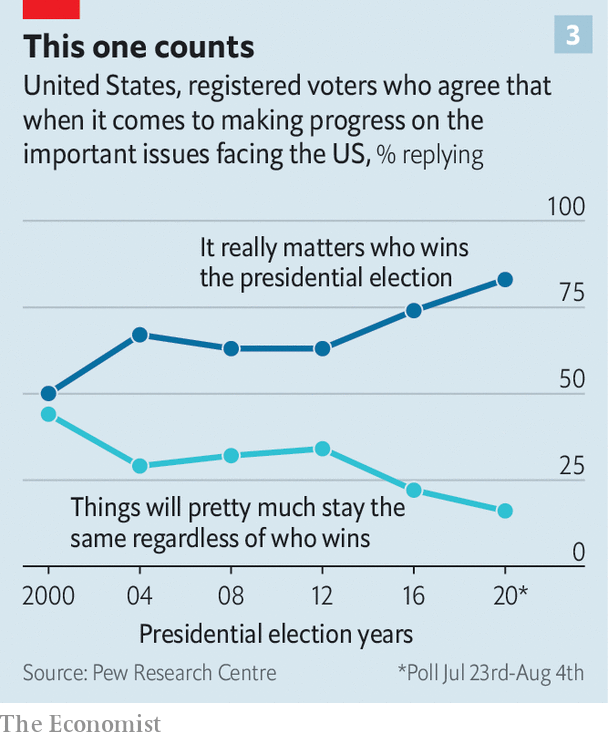 This one counts
3
United States, registered voters who agree that
when it comes to making progress on the
important issues facing the US, % replying
100
It really matters who wins
the presidential election
75
50
25
Things will pretty much stay the
same regardless of who wins
0
2000 04 08 12 16 20*
Presidential election years
Source: Pew Research Centre *Poll Jul 23rd-Aug 4th
The Economist